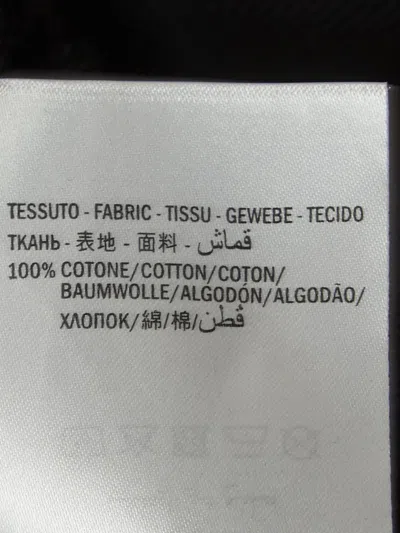 TESSUTO - FABRIC - TISSU - GEWEBE - TECIDO
ТКАНЬ - 表地 - 面料 - قماش
100% COTONE/COTTON/COTON/
BAUMWOLLE/ALGODÓN/ALGODÃO/
ХЛОПОК/綿/棉/قطن